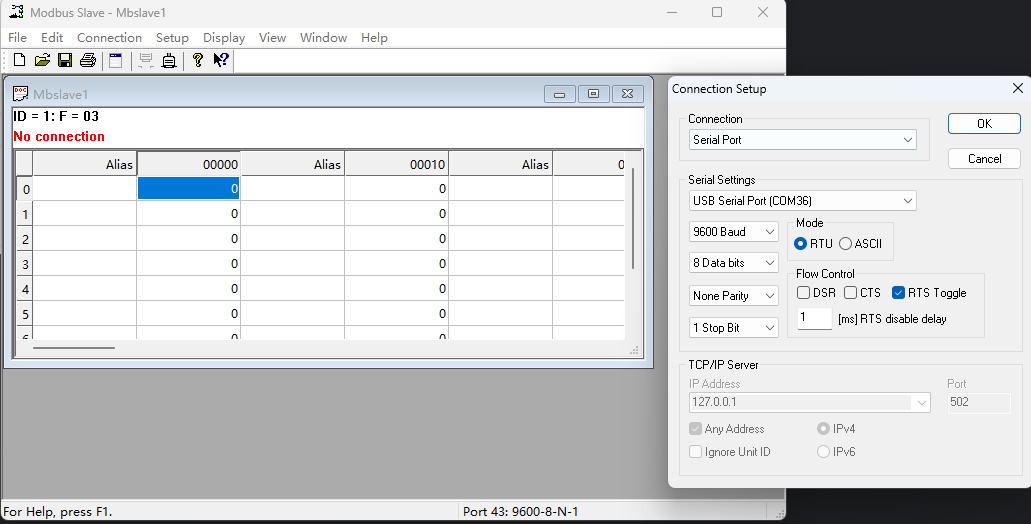 Modbus Slave - Mbslave1
File Edit Connection Setup Display View Window Help
Mbslave1
ID = 1: F = 03
No connection
Alias 00000 Alias 00010 Alias 0
0 0 0
1 0 0
2 0 0
3 0 0
4 0 0
5 0 0
For Help, press F1. Port 43: 9600-8-N-1
Connection Setup
Connection
Serial Port
OK
Cancel
Serial Settings
USB Serial Port (COM36)
9600 Baud
8 Data bits
None Parity
1 Stop Bit
Mode
RTU ASCII
Flow Control
DSR CTS RTS Toggle
1 [ms] RTS disable delay
TCP/IP Server
IP Address Port
127.0.0.1 502
Any Address IPv4
Ignore Unit ID IPv6